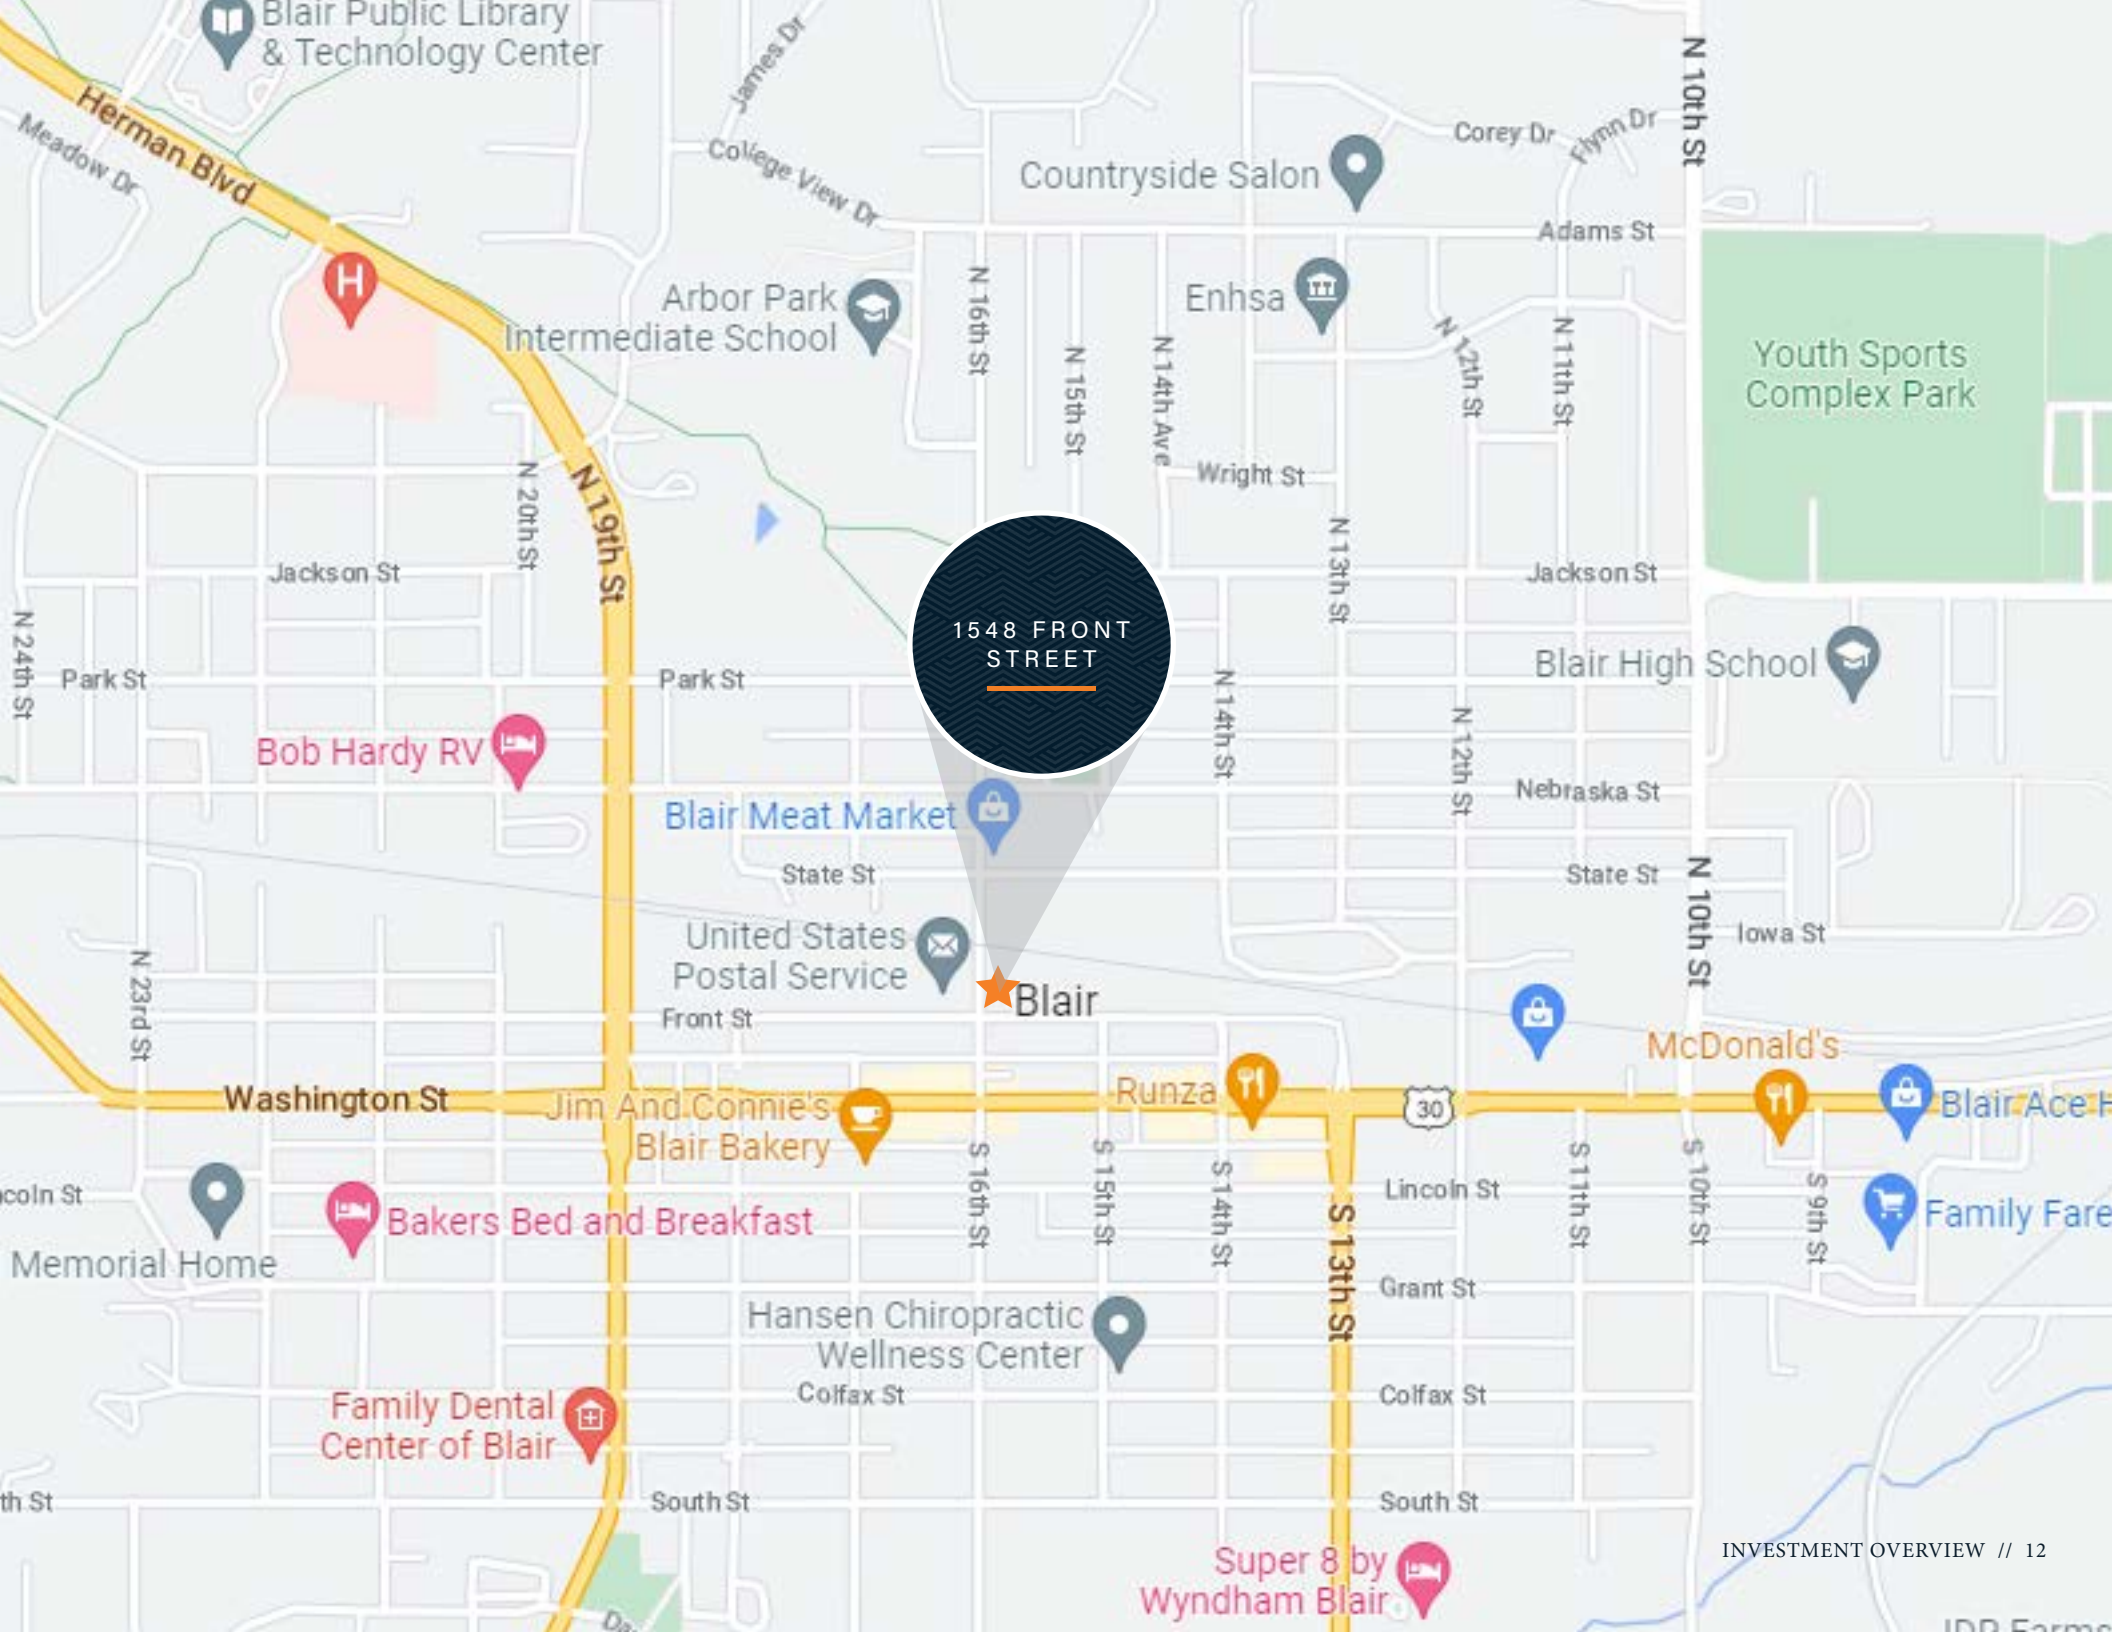 Blair Public Library
& Technology Center
James Dr
N 10th St
Herman Blvd
Meadow Dr
College View Dr
Corey Dr
Flynn Dr
Countryside Salon
Adams St
H
Arbor Park
Intermediate School
N 16th St
Enhsa
N 15th St
N 14th Ave
N 12th St
N 11th St
Youth Sports
Complex Park
Wright St
N 20th St
N 19th St
N 13th St
Jackson St
Jackson St
1548 FRONT
STREET
N 24th St
Park St
Park St
N 14th St
Blair High School
N 12th St
Bob Hardy RV
Nebraska St
Blair Meat Market
State St
State St
N 10th St
Iowa St
United States
Postal Service
N 23rd St
Blair
Front St
McDonald's
Washington St
Jim And Connie's
Blair Bakery
Runza
30
Blair Ace H
S 16th St
S 15th St
S 14th St
S 13th St
S 11th St
S 10th St
S 9th St
coln St
Lincoln St
Family Fare
Bakers Bed and Breakfast
Memorial Home
Grant St
Hansen Chiropractic
Wellness Center
Colfax St
Colfax St
Family Dental
Center of Blair
th St
South St
South St
INVESTMENT OVERVIEW // 12
Super 8 by
Wyndham Blair